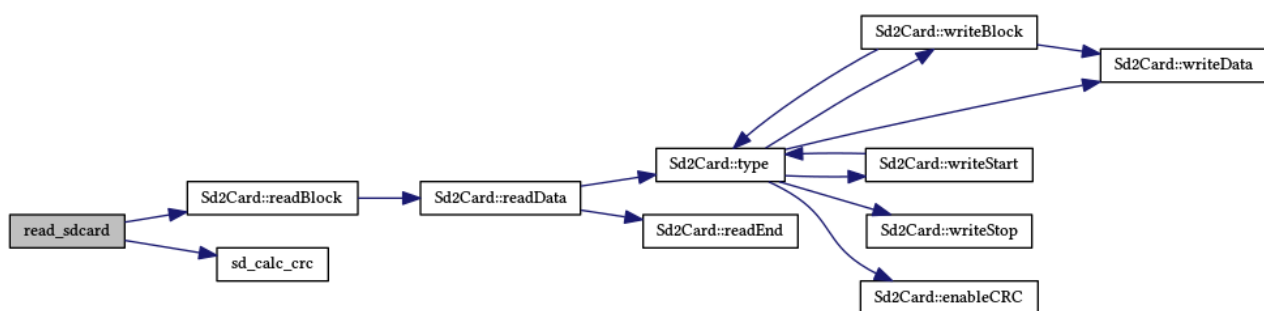 Sd2Card::writeBlock
Sd2Card::writeData
Sd2Card::type
Sd2Card::writeStart
Sd2Card::readBlock
Sd2Card::readData
read_sdcard
Sd2Card::readEnd
Sd2Card::writeStop
sd_calc_crc
Sd2Card::enableCRC